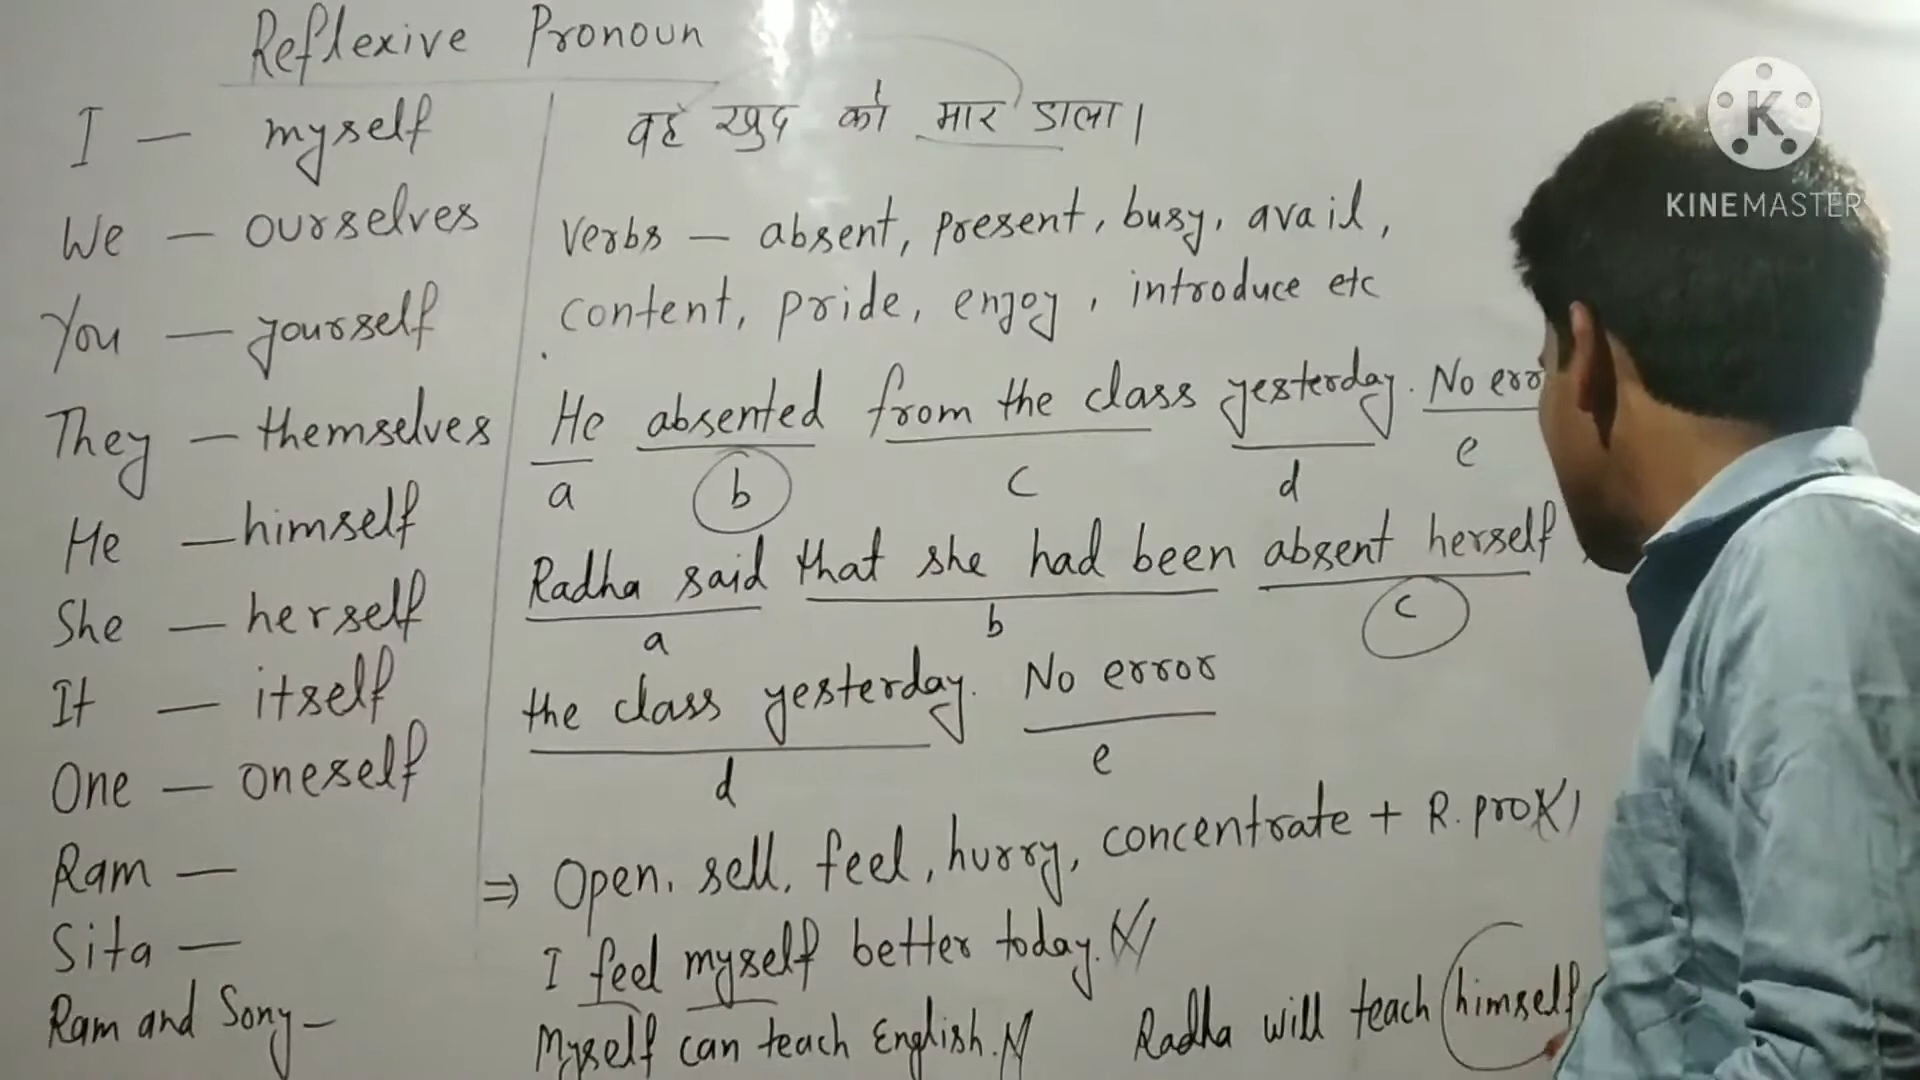 Reflexive Pronoun
I — myself
We — ourselves
You — yourself
They — themselves
He — himself
She — herself
It — itself
One — oneself
Ram —
Sita —
Ram and Sony —
वह खुद को मार डाला।
Verbs — absent, present, busy, avail,
content, pride, enjoy, introduce etc
He absented from the class yesterday. No erro
a b c d e
Radha said that she had been absent herself
a b c
the class yesterday. No error
d e
⇒ Open, sell, feel, hurry, concentrate + R. pro(X)
I feel myself better today.(X)
Myself can teach English.
Radha will teach himself
K
KINEMASTER